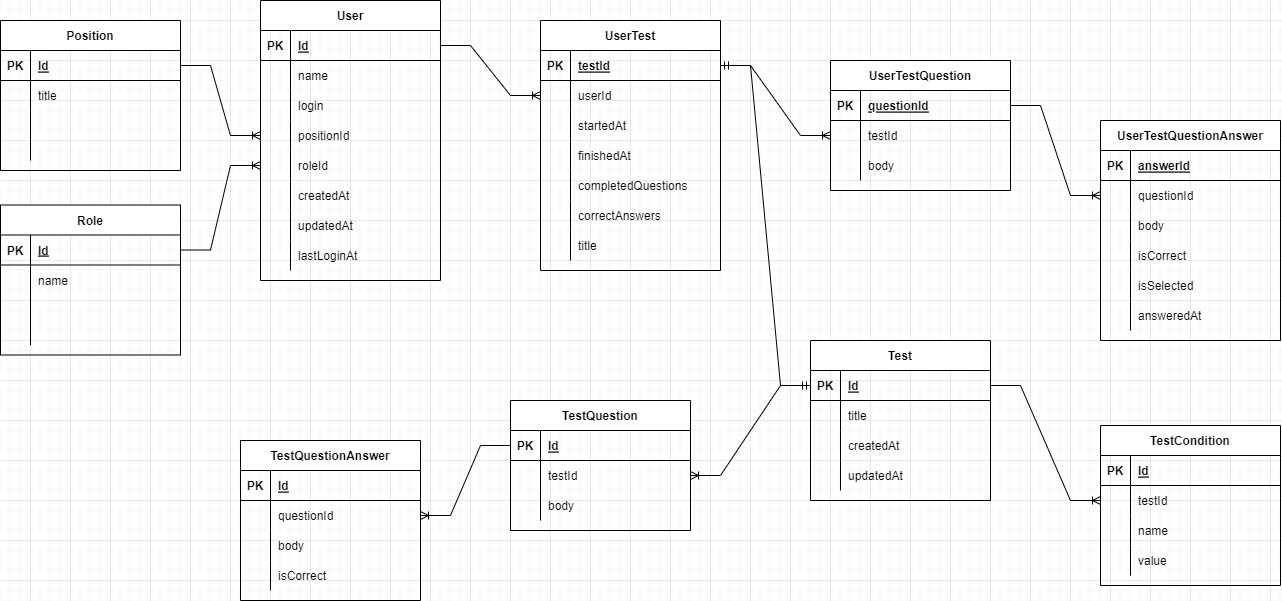 Position
PK Id
title
Role
PK Id
name
User
PK Id
name
login
positionId
roleId
createdAt
updatedAt
lastLoginAt
UserTest
PK testId
userId
startedAt
finishedAt
completedQuestions
correctAnswers
title
UserTestQuestion
PK questionId
testId
body
UserTestQuestionAnswer
PK answerId
questionId
body
isCorrect
isSelected
answeredAt
Test
PK Id
title
createdAt
updatedAt
TestQuestion
PK Id
testId
body
TestQuestionAnswer
PK Id
questionId
body
isCorrect
TestCondition
PK Id
testId
name
value